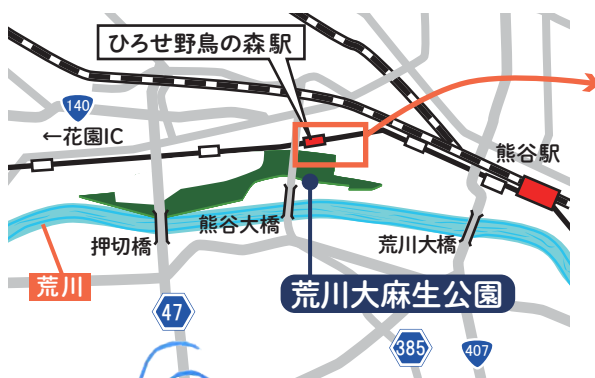 ひろせ野鳥の森駅
140
←花園IC
熊谷駅
熊谷大橋
押切橋
荒川大橋
荒川
荒川大麻生公園
47
385
407